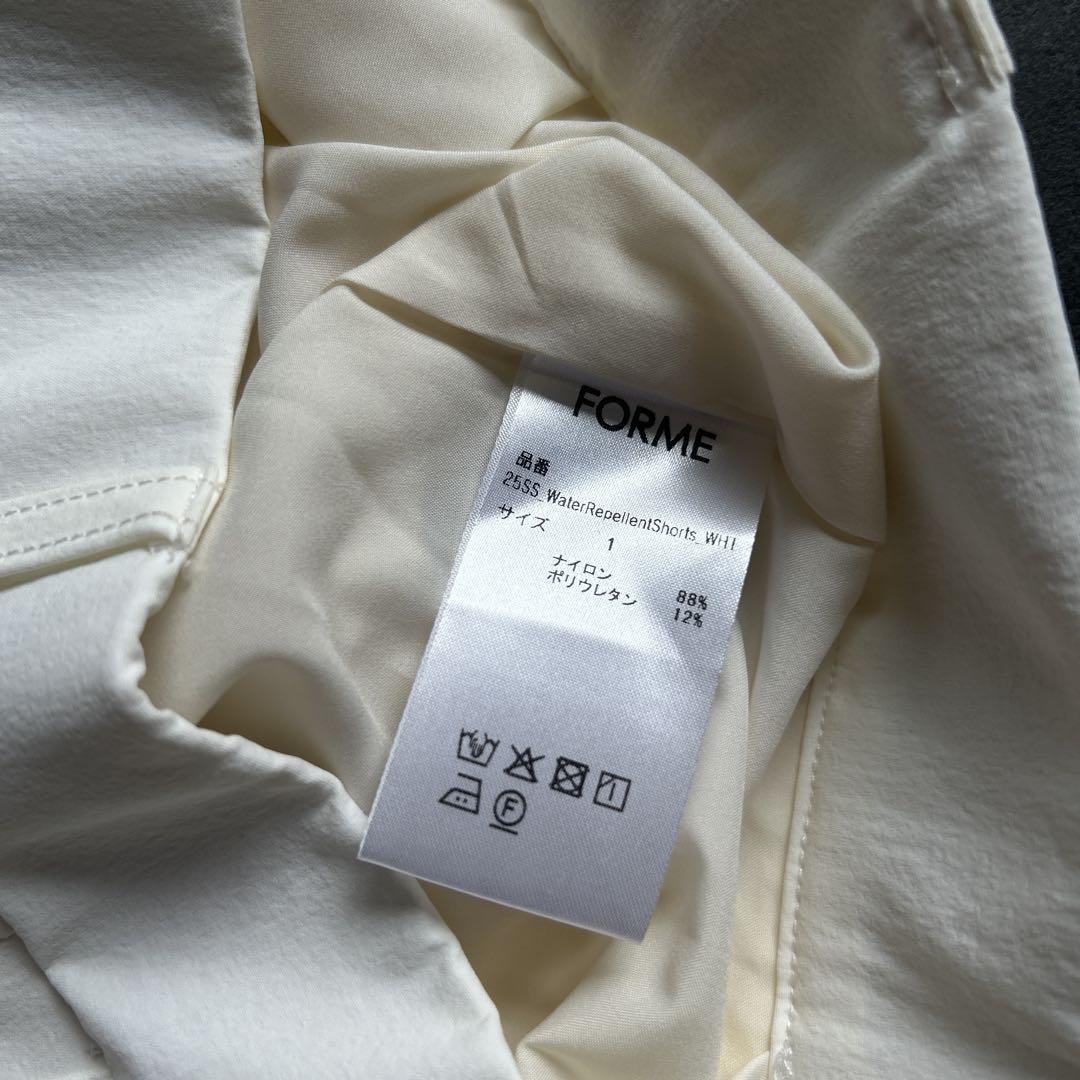 FORME
品番
25SS_WaterRepellentShorts_WHT
サイズ
1
ナイロン 88%
ポリウレタン 12%
F